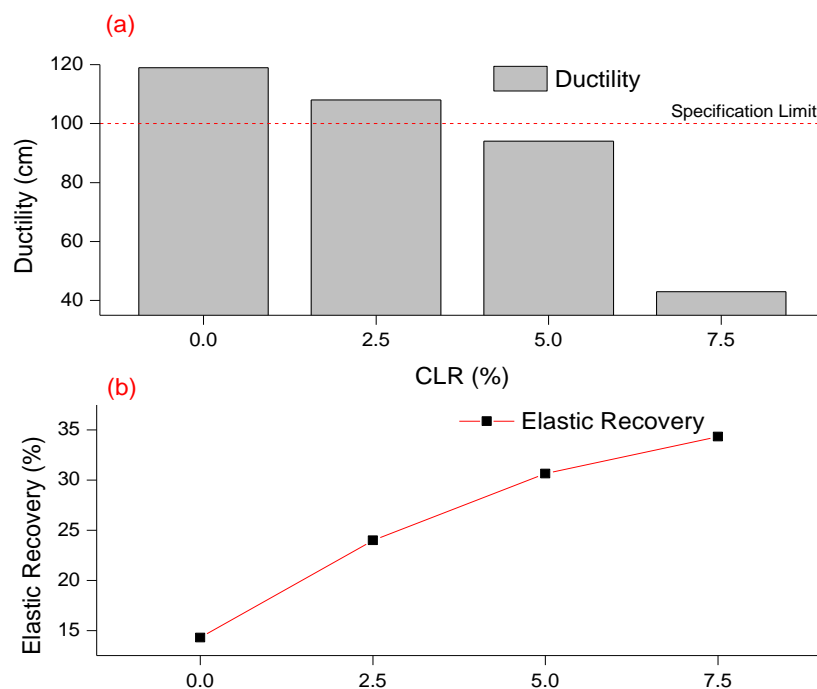 (a)
120
100
80
60
40
Ductility (cm)
Ductility
Specification Limit
0.0 2.5 5.0 7.5
CLR (%)
(b)
35
30
25
20
15
Elastic Recovery (%)
Elastic Recovery
0.0 2.5 5.0 7.5